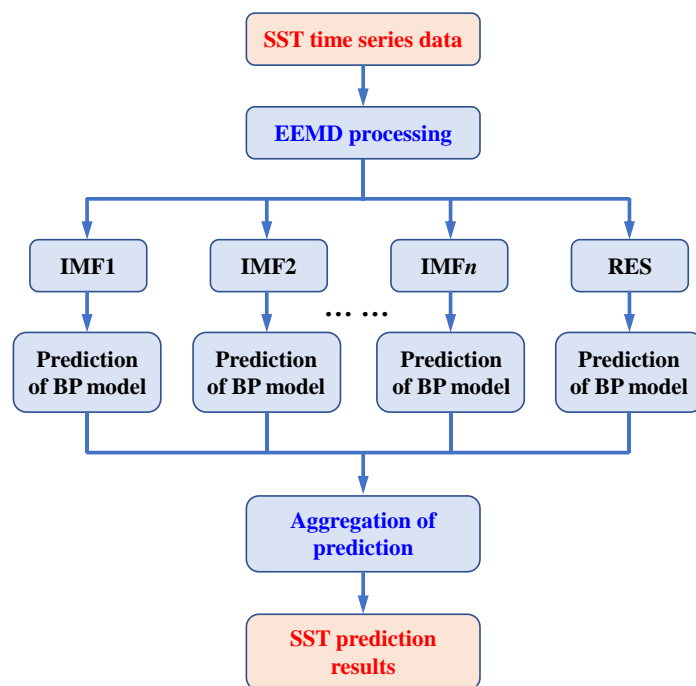 SST time series data
EEMD processing
IMF1
IMF2
IMFn
RES
... ...
Prediction
of BP model
Prediction
of BP model
Prediction
of BP model
Prediction
of BP model
Aggregation of
prediction
SST prediction
results